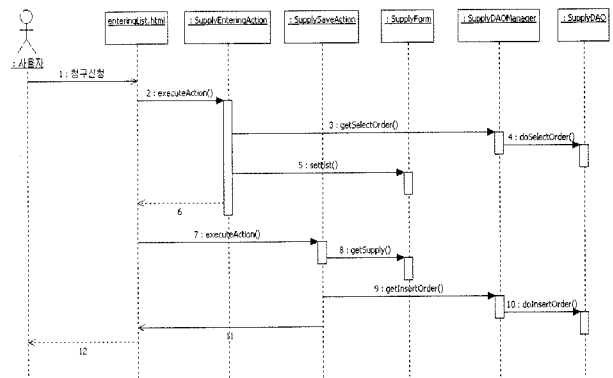 enteringList.html
: SupplyEnteringAction
: SupplySaveAction
: SupplyForm
: SupplyDAOManager
: SupplyDAO
: 사용자
1 : 청구신청
2 : executeAction()
3 : getSelectOrder()
4 : doSelectOrder()
5 : setList()
6
7 : executeAction()
8 : getSupply()
9 : getInsertOrder()
10 : doInsertOrder()
11
12